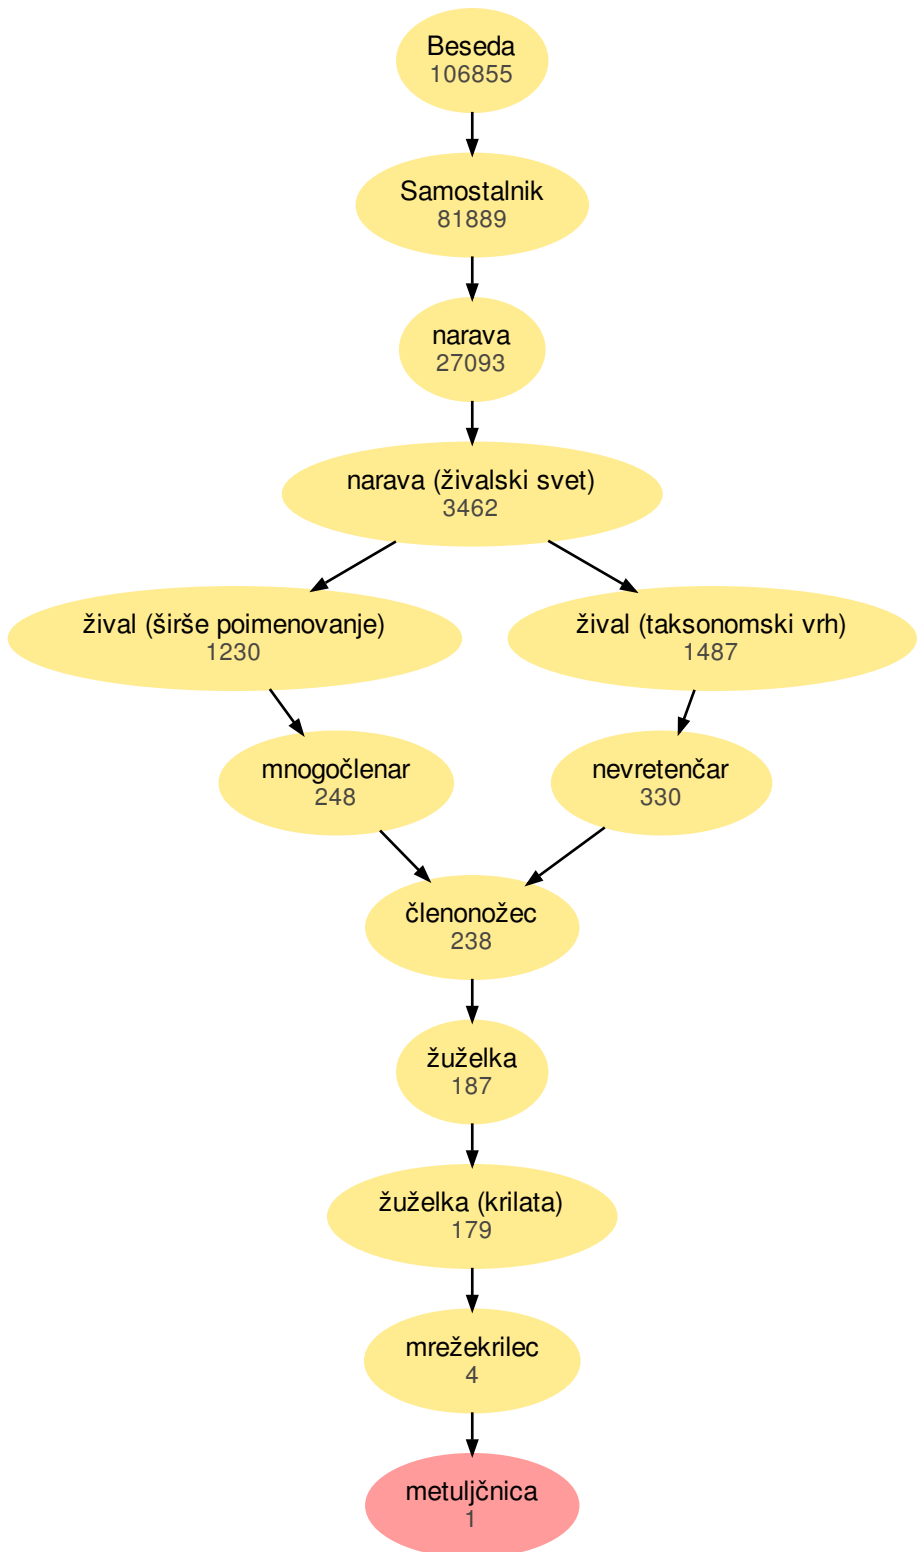 Beseda
106855
Samostalnik
81889
narava
27093
narava (živalski svet)
3462
žival (širše poimenovanje)
1230
žival (taksonomski vrh)
1487
mnogočlenar
248
nevretenčar
330
členonožec
238
žuželka
187
žuželka (krilata)
179
mrežekrilec
4
metuljčnica
1